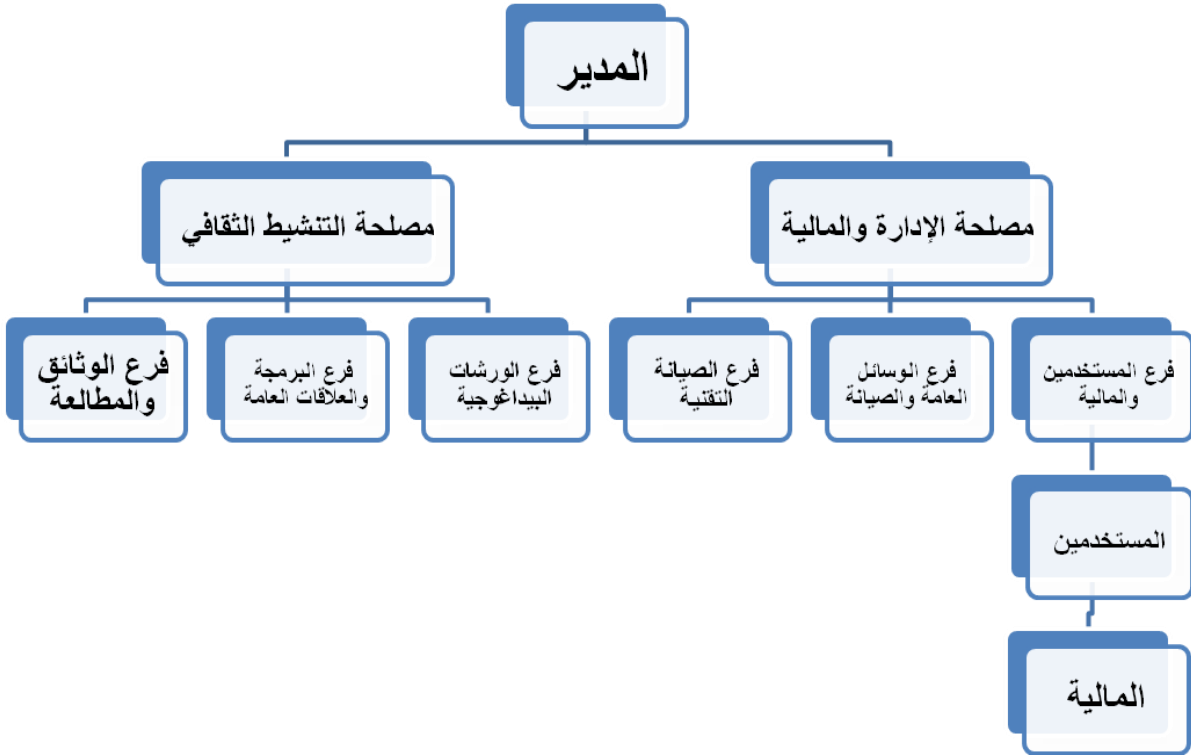 المدير
مصلحة الإدارة والمالية
مصلحة التنشيط الثقافي
فرع المستخدمين
والمالية
فرع الوسائل
العامة والصيانة
فرع الصيانة
التقنية
فرع الورشات
البيداغوجية
فرع البرمجة
والعلاقات العامة
فرع الوثائق
والمطالعة
المستخدمين
المالية